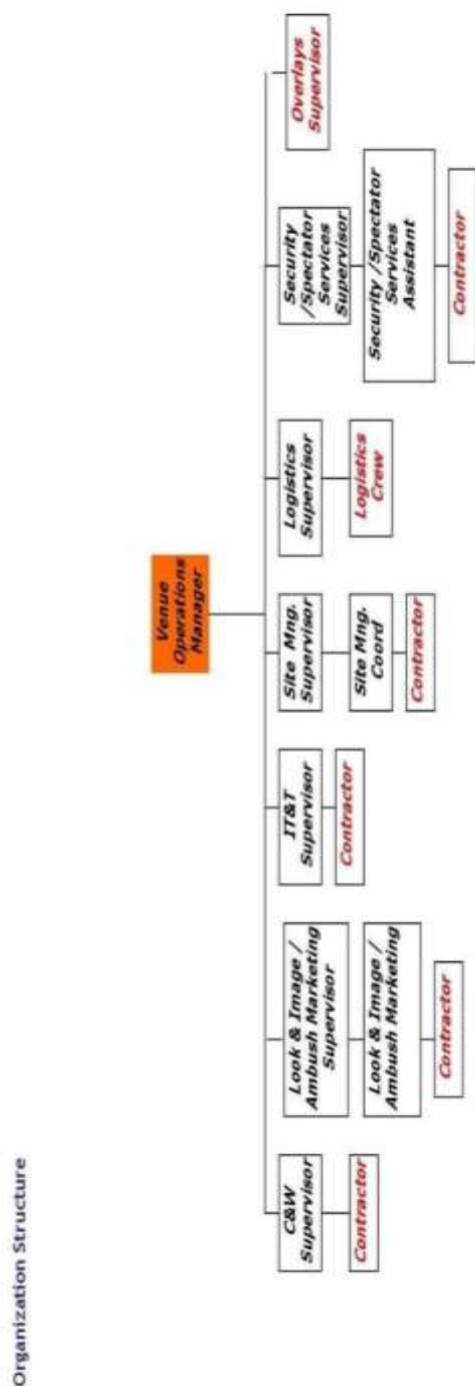 Organization Structure
Venue
Operations
Manager
C&W
Supervisor
Contractor
Look & Image /
Ambush Marketing
Supervisor
Look & Image /
Ambush Marketing
Contractor
IT&T
Supervisor
Contractor
Site Mng.
Supervisor
Site Mng.
Coord
Contractor
Logistics
Supervisor
Logistics
Crew
Security
/Spectator
Services
Supervisor
Security /Spectator
Services
Assistant
Contractor
Overlays
Supervisor